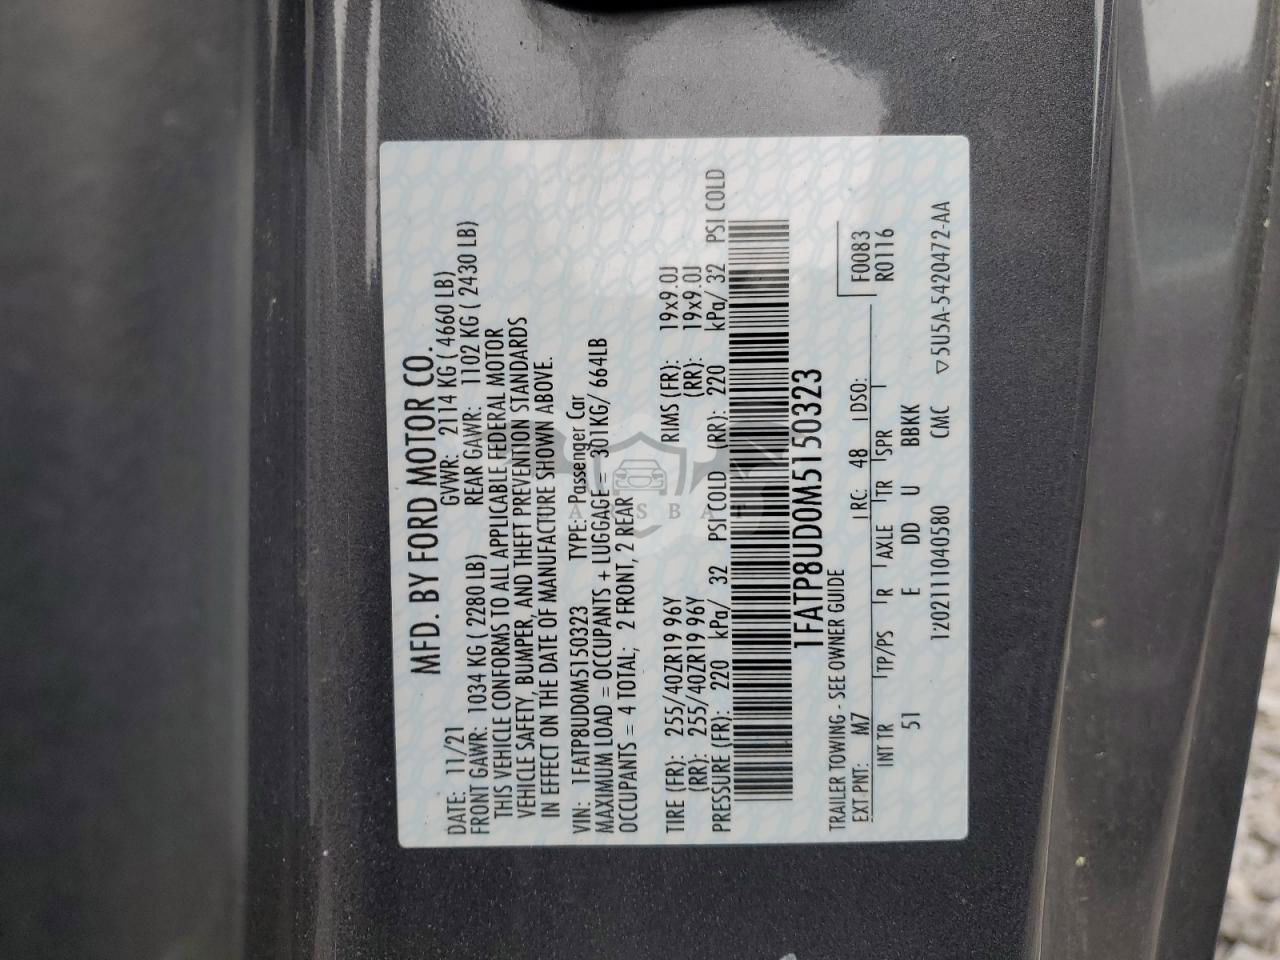 MFD. BY FORD MOTOR CO.
DATE: 11/21 GVWR: 2114 KG ( 4660 LB)
FRONT GAWR: 1034 KG ( 2280 LB) REAR GAWR: 1102 KG ( 2430 LB)
THIS VEHICLE CONFORMS TO ALL APPLICABLE FEDERAL MOTOR
VEHICLE SAFETY, BUMPER, AND THEFT PREVENTION STANDARDS
IN EFFECT ON THE DATE OF MANUFACTURE SHOWN ABOVE.
VIN: 1FATP8UD0M5150323 TYPE: Passenger Car
MAXIMUM LOAD = OCCUPANTS + LUGGAGE = 301KG/ 664LB
OCCUPANTS = 4 TOTAL; 2 FRONT, 2 REAR
TIRE (FR): 255/40ZR19 96Y RIMS (FR): 19x9.0J
(RR): 255/40ZR19 96Y (RR): 19x9.0J
PRESSURE (FR): 220 kPa/ 32 PSI COLD (RR): 220 kPa/ 32 PSI COLD
1FATP8UD0M5150323
TRAILER TOWING - SEE OWNER GUIDE
F0083
R0116
EXT PNT: M7 RC: 48 DSO:
INT TR TP/PS R AXLE TR SPR
51 E DD U BBKK
12021111040580 CMC ▽5U5A-5420472-AA